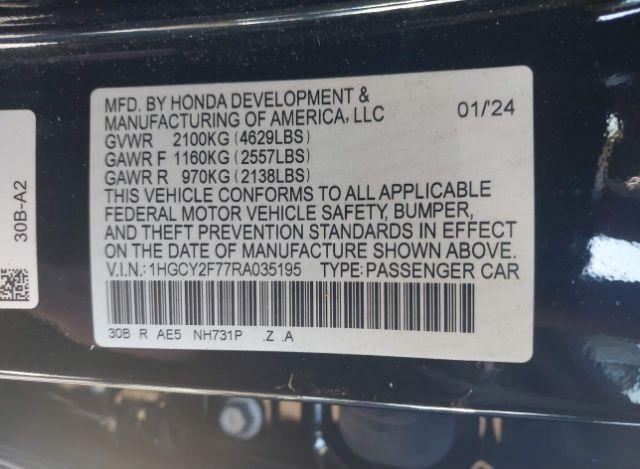 MFD. BY HONDA DEVELOPMENT &
MANUFACTURING OF AMERICA, LLC 01/'24
GVWR 2100KG (4629LBS)
GAWR F 1160KG (2557LBS)
GAWR R 970KG (2138LBS)
THIS VEHICLE CONFORMS TO ALL APPLICABLE
FEDERAL MOTOR VEHICLE SAFETY, BUMPER,
AND THEFT PREVENTION STANDARDS IN EFFECT
ON THE DATE OF MANUFACTURE SHOWN ABOVE.
V.I.N.: 1HGCY2F77RA035195 TYPE: PASSENGER CAR
30B R AE5 NH731P .Z .A
30B-A2